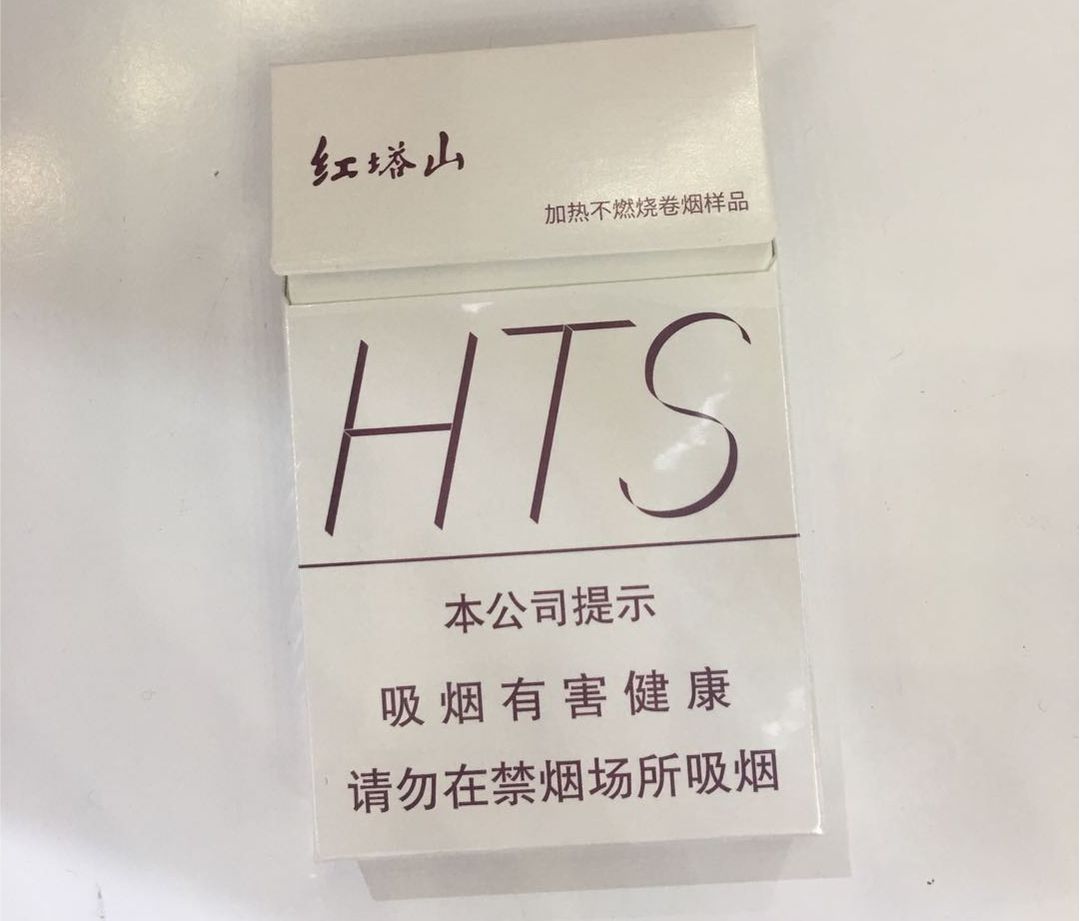 红塔山
加热不燃烧卷烟样品
HTS
本公司提示
吸烟有害健康
请勿在禁烟场所吸烟